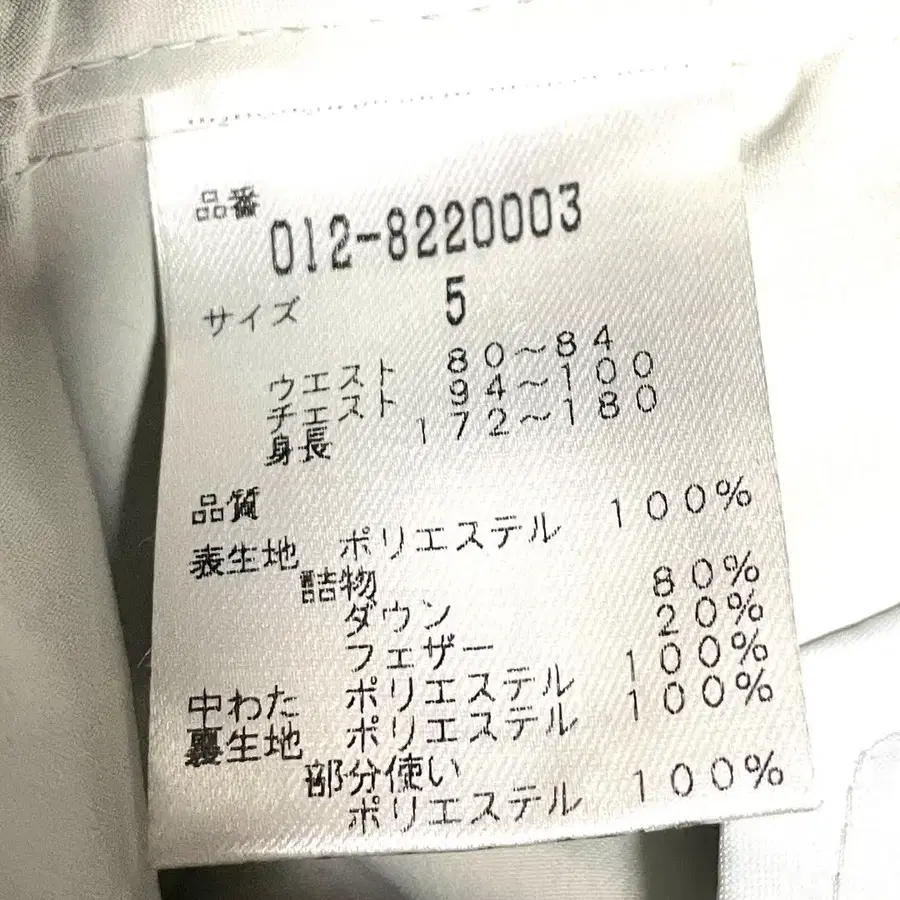 品番
012-8220003
サイズ 5
ウエスト 80～84
チェスト 94～100
身長 172～180
品質
表生地 ポリエステル 100%
詰物
ダウン 80%
フェザー 20%
中わた ポリエステル 100%
裏生地 ポリエステル 100%
部分使い
ポリエステル 100%